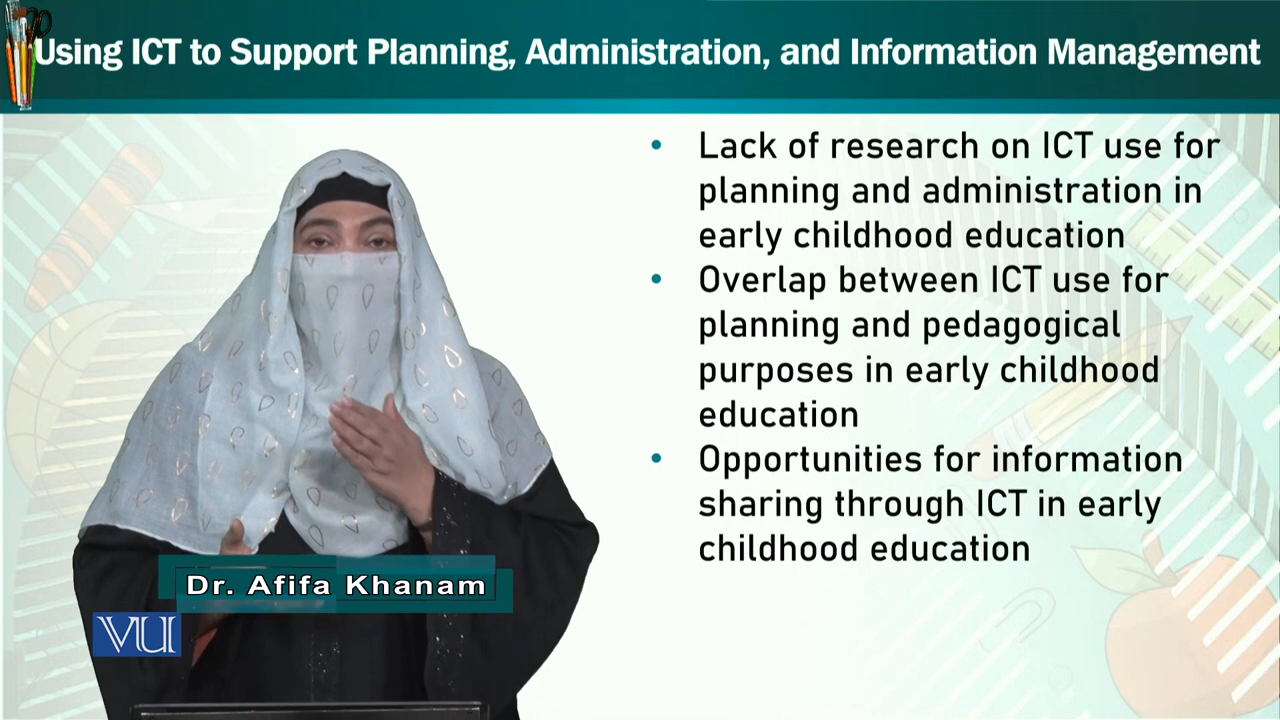 Using ICT to Support Planning, Administration, and Information Management
• Lack of research on ICT use for
planning and administration in
early childhood education
• Overlap between ICT use for
planning and pedagogical
purposes in early childhood
education
• Opportunities for information
sharing through ICT in early
childhood education
Dr. Afifa Khanam
VU